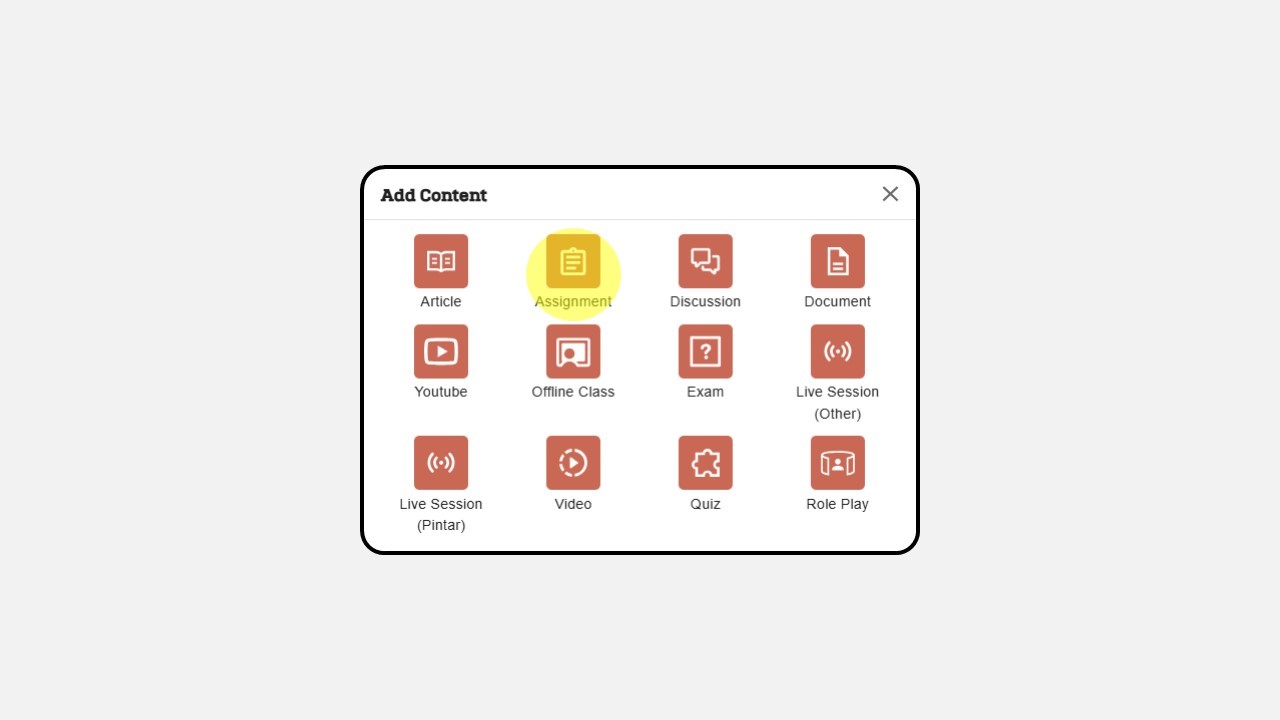 Add Content
Article
Assignment
Discussion
Document
Youtube
Offline Class
?
Exam
Live Session
(Other)
Live Session
(Pintar)
Video
Quiz
Role Play